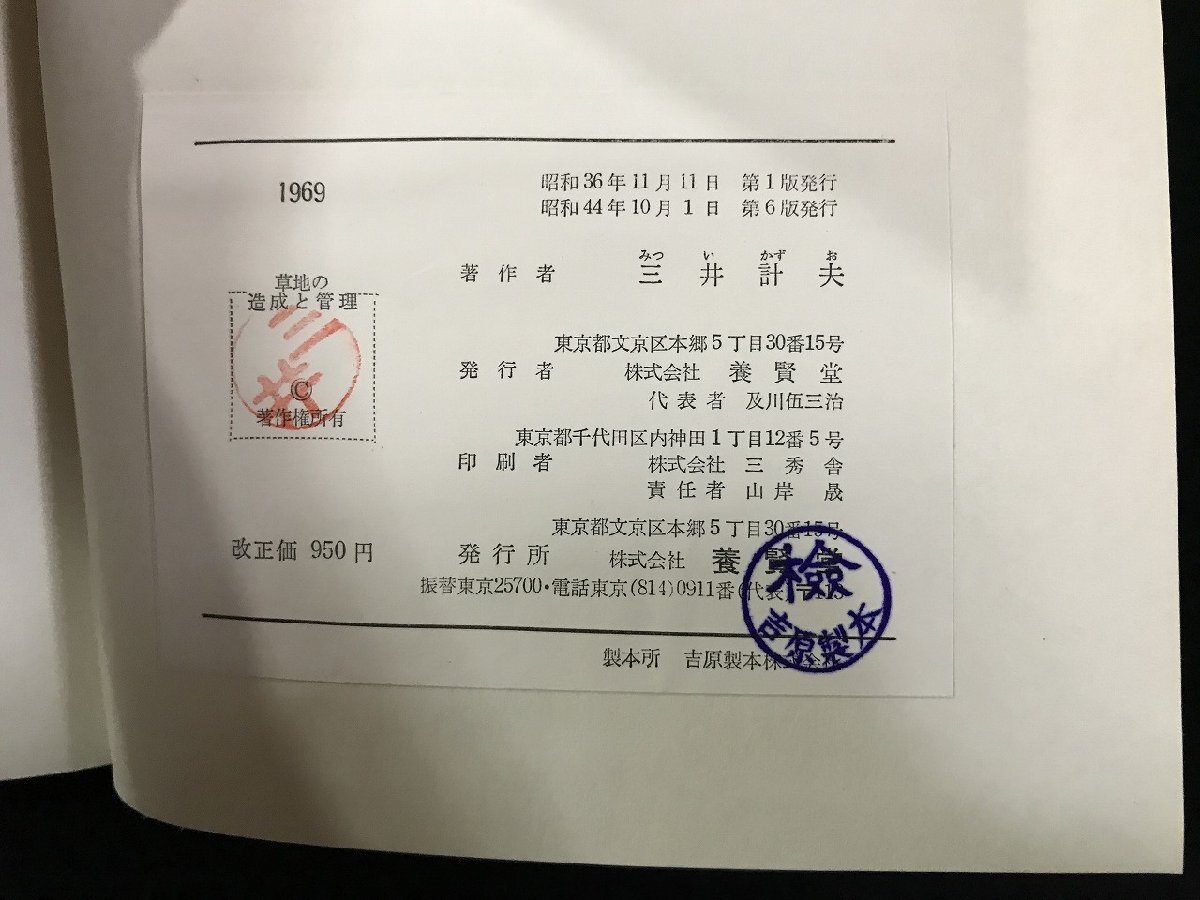 1969
昭和36年11月11日 第1版発行
昭和44年10月1日 第6版発行
草地の
造成と管理
三井
©
著作権所有
改正価 950円
みつ い かず お
著作者 三井計夫
東京都文京区本郷5丁目30番15号
発行者 株式会社 養賢堂
代表者 及川伍三治
東京都千代田区内神田1丁目12番5号
印刷者 株式会社 三秀舎
責任者 山岸 晟
東京都文京区本郷5丁目30番15号
発行所 株式会社 養賢堂
振替東京25700・電話東京(814)0911番(代表)〒113
製本所 吉原製本株式会社
検
吉原製本